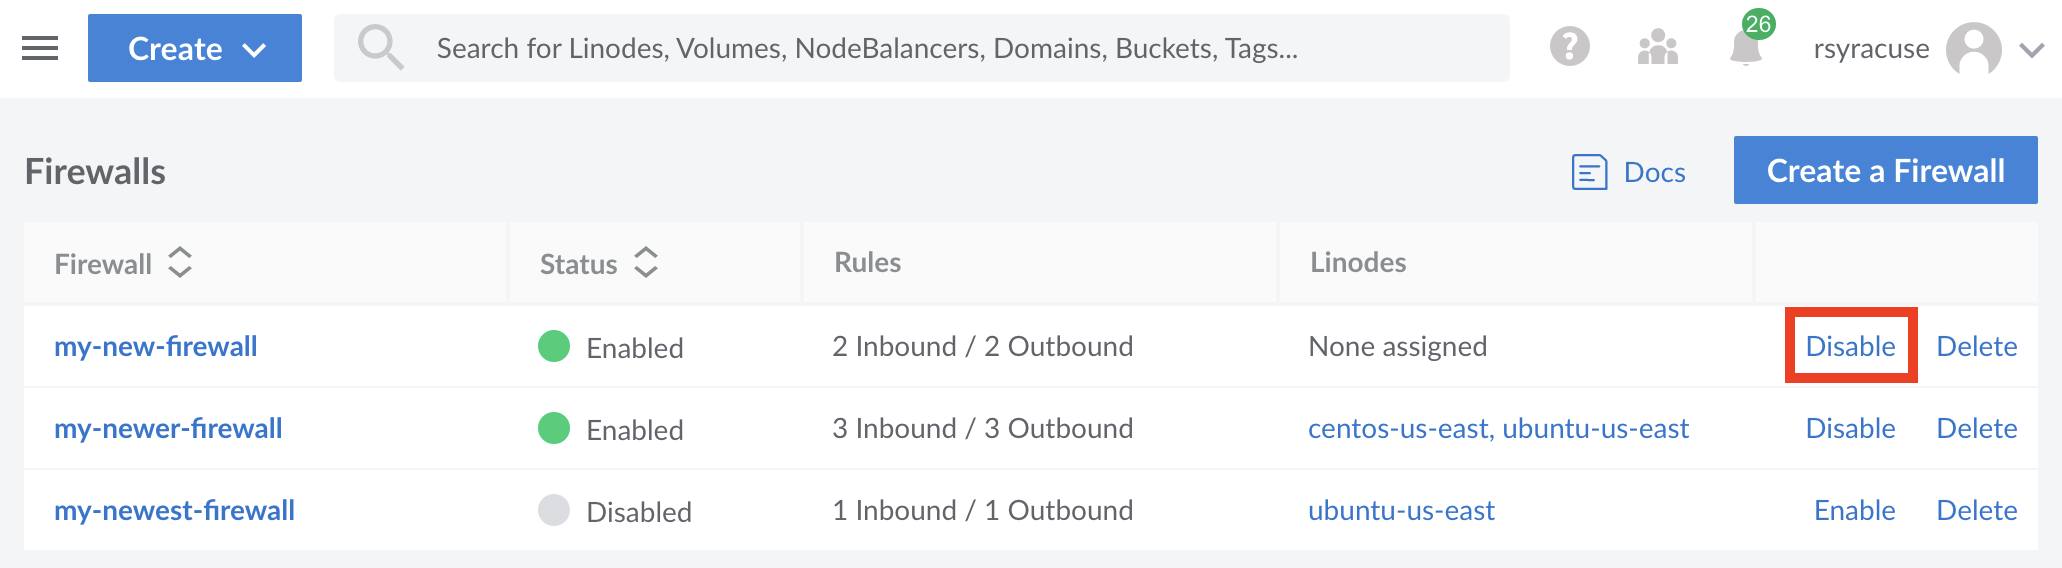 Create Search for Linodes, Volumes, NodeBalancers, Domains, Buckets, Tags... ? 26 rsyracuse
Firewalls Docs Create a Firewall
Firewall Status Rules Linodes
my-new-firewall Enabled 2 Inbound / 2 Outbound None assigned Disable Delete
my-newer-firewall Enabled 3 Inbound / 3 Outbound centos-us-east, ubuntu-us-east Disable Delete
my-newest-firewall Disabled 1 Inbound / 1 Outbound ubuntu-us-east Enable Delete